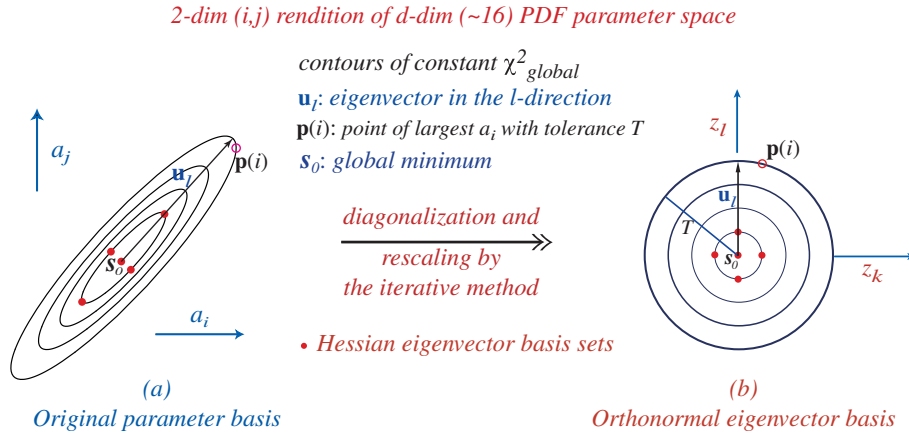 2-dim (i,j) rendition of d-dim (~16) PDF parameter space
contours of constant χ²global
u_l: eigenvector in the l-direction
p(i): point of largest a_i with tolerance T
s_0: global minimum
a_j
p(i)
u_l
s_0
a_i
diagonalization and
rescaling by
the iterative method
• Hessian eigenvector basis sets
z_l
p(i)
u_l
T
s_0
z_k
(a)
Original parameter basis
(b)
Orthonormal eigenvector basis